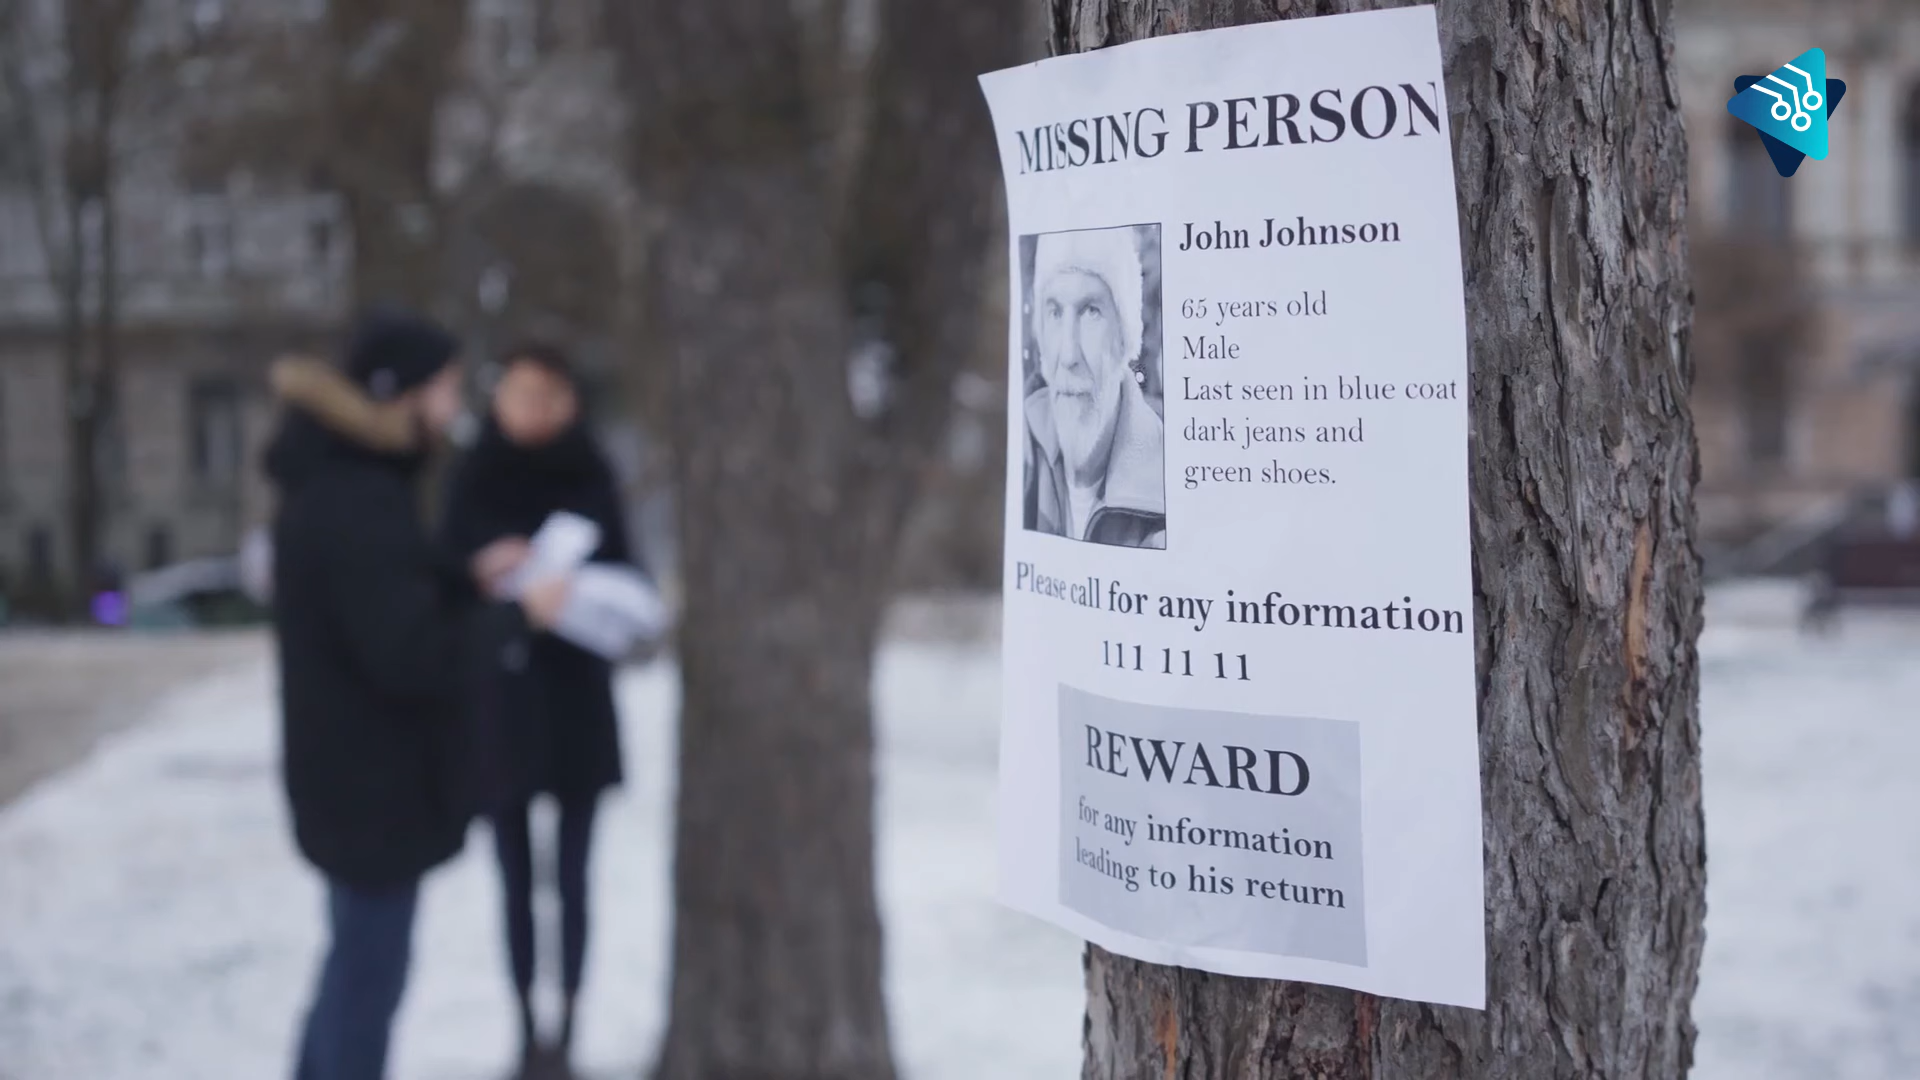 MISSING PERSON
John Johnson
65 years old
Male
Last seen in blue coat
dark jeans and
green shoes.
Please call for any information
111 11 11
REWARD
for any information
leading to his return